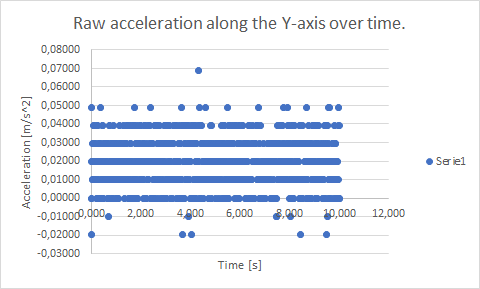 Raw acceleration along the Y-axis over time.
0,08000
0,07000
0,06000
0,05000
0,04000
0,03000
0,02000
0,01000
0,00000
-0,01000
-0,02000
-0,03000
Acceleration [m/s^2]
0,000 2,000 4,000 6,000 8,000 10,000 12,000
Time [s]
Serie1